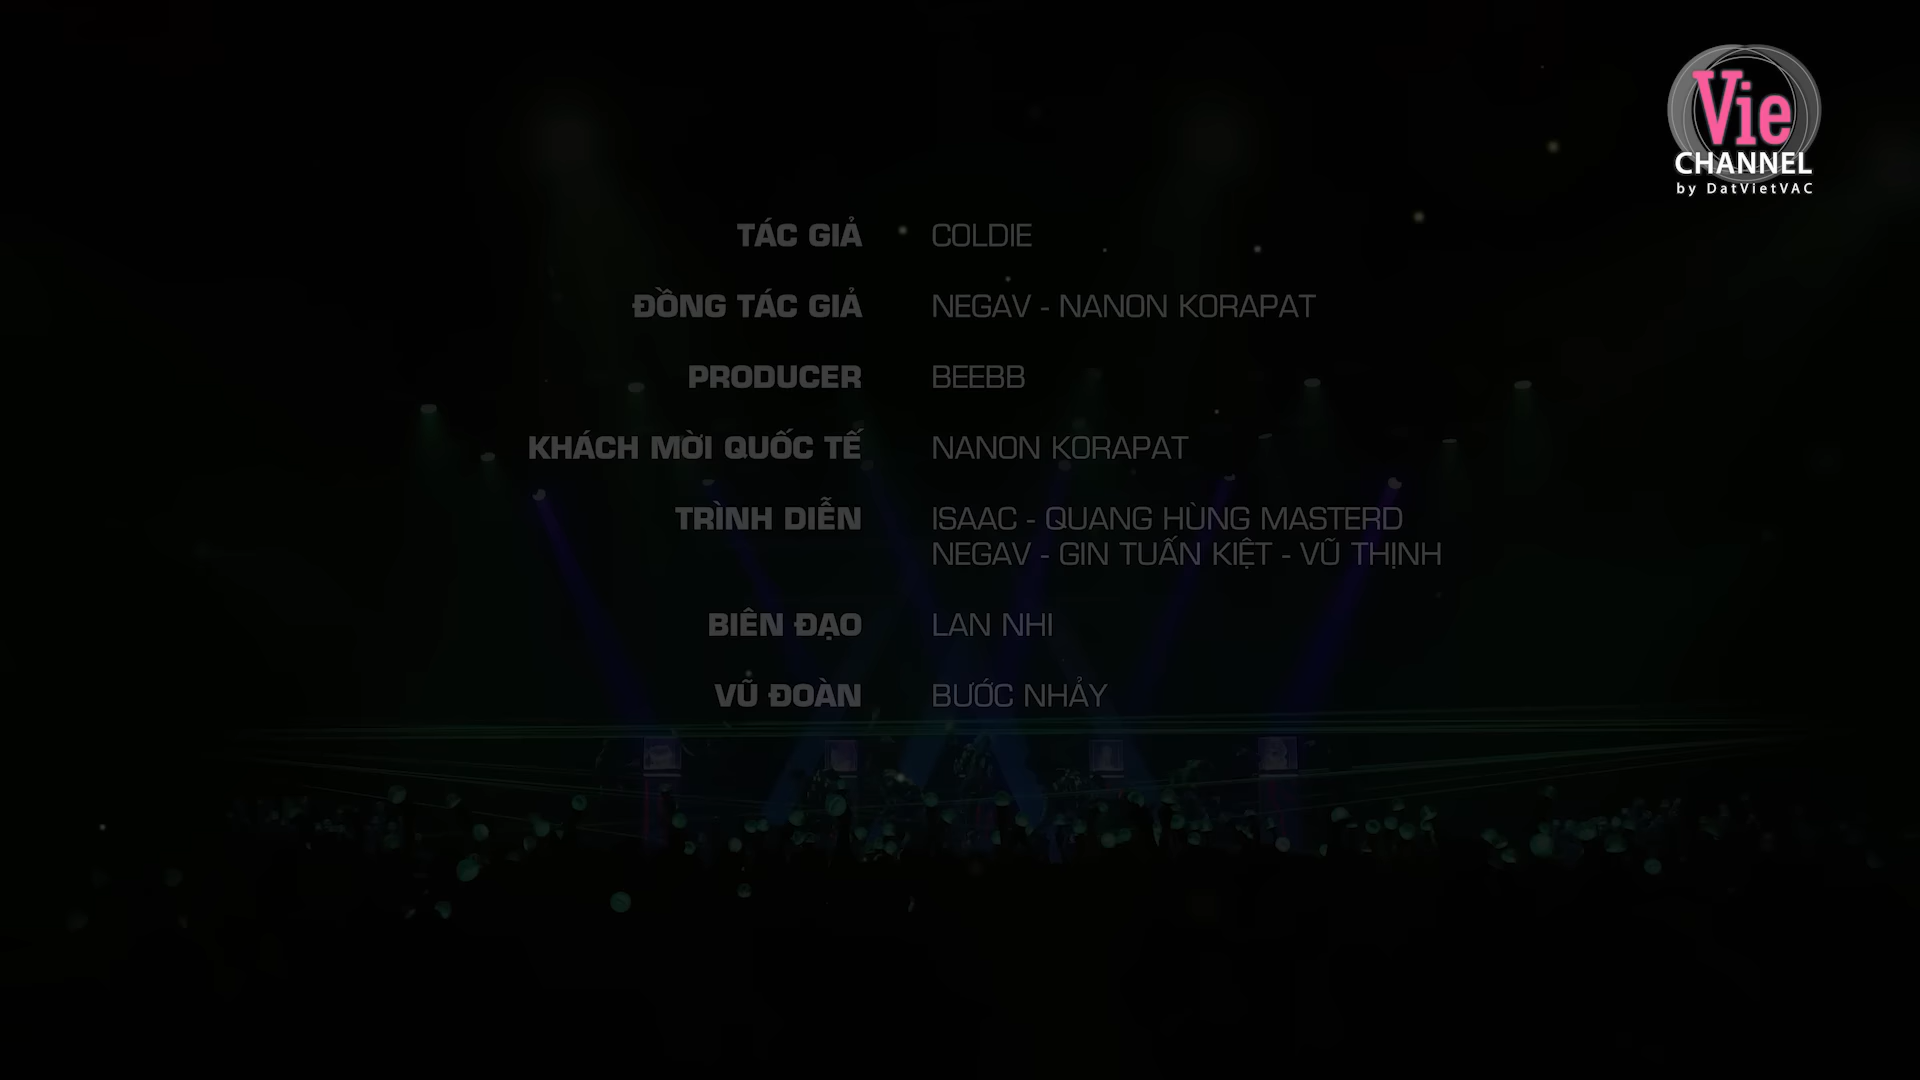 Vie
CHANNEL
by DatVietVAC
TÁC GIẢ COLDIE
ĐỒNG TÁC GIẢ NEGAV - NANON KORAPAT
PRODUCER BEEBB
KHÁCH MỜI QUỐC TẾ NANON KORAPAT
TRÌNH DIỄN ISAAC - QUANG HÙNG MASTERD
NEGAV - GIN TUẤN KIỆT - VŨ THỊNH
BIÊN ĐẠO LAN NHI
VŨ ĐOÀN BƯỚC NHẢY